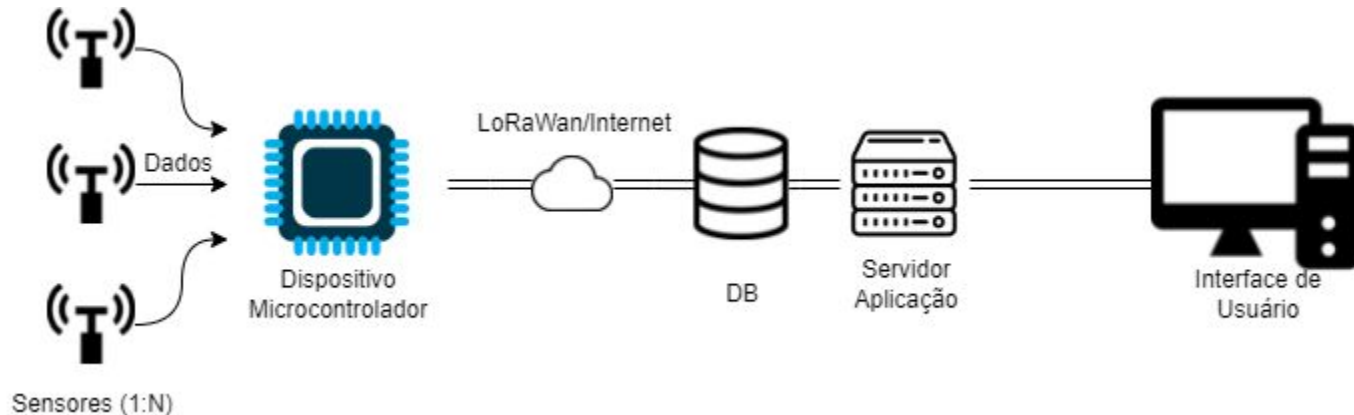 LoRaWan/Internet
Dados
Dispositivo
Microcontrolador
DB
Servidor
Aplicação
Interface de
Usuário
Sensores (1:N)